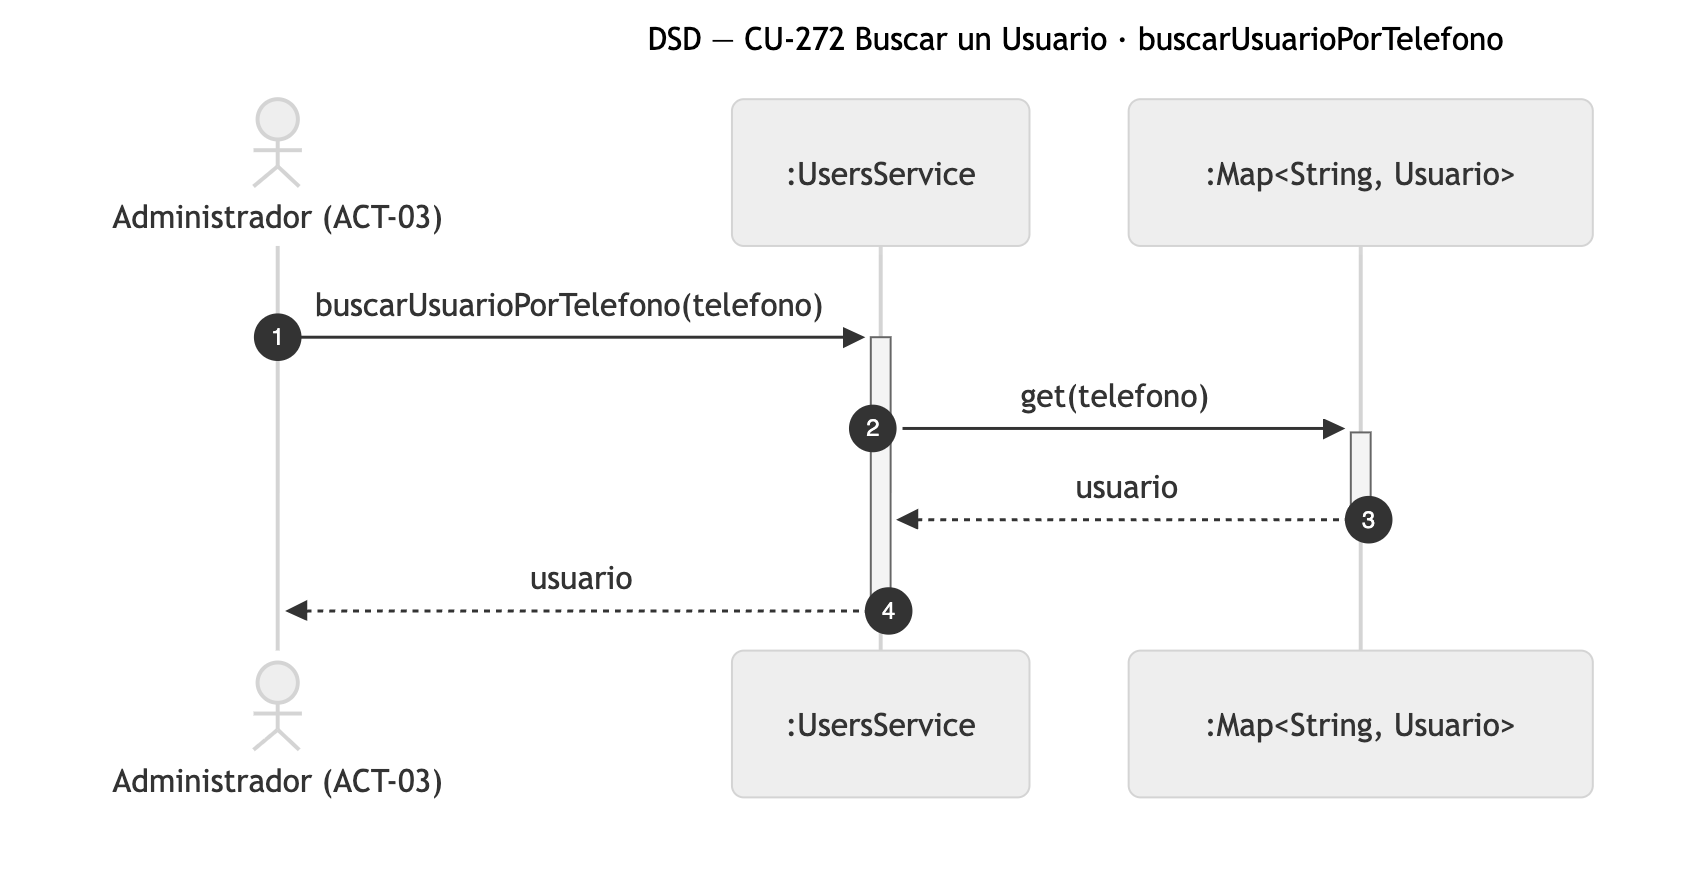 DSD — CU-272 Buscar un Usuario · buscarUsuarioPorTelefono
Administrador (ACT-03)
:UsersService
:Map<String, Usuario>
buscarUsuarioPorTelefono(telefono)
1
get(telefono)
2
usuario
3
usuario
4
Administrador (ACT-03)
:UsersService
:Map<String, Usuario>